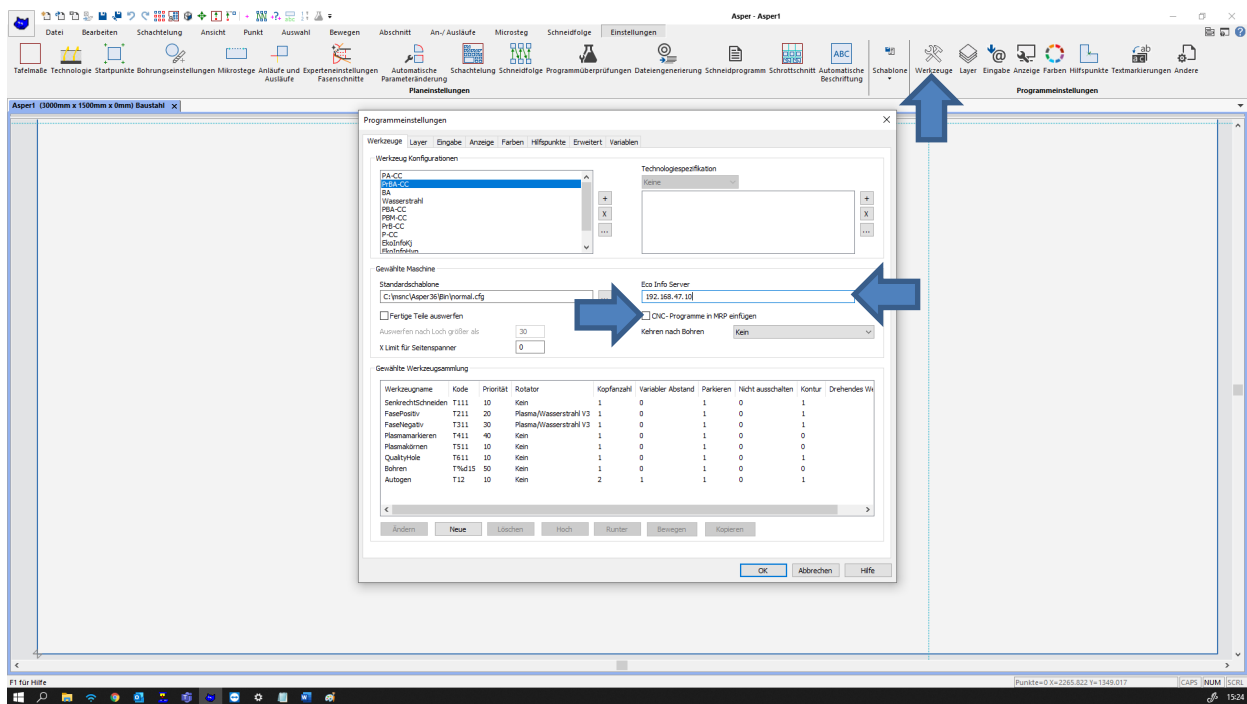 Asper - Asper1
Datei Bearbeiten Schachtelung Ansicht Punkt Auswahl Bewegen Abschnitt An-/ Ausläufe Microsteg Schneidfolge Einstellungen
Tafelmaße Technologie Startpunkte Bohrungseinstellungen Mikrostege Anläufe und Ausläufe Experteneinstellungen Fasenschnitte Automatische Parameteränderung Schachtelung Schneidfolge Programmüberprüfungen Dateiengenerierung Schneidprogramm Schrottschnitt Automatische Beschriftung Schablone Werkzeuge Layer Eingabe Anzeige Farben Hilfspunkte Textmarkierungen Andere
ABC
ab
Planeinstellungen Programmeinstellungen
Asper1 (3000mm x 1500mm x 0mm) Baustahl x
Programmeinstellungen
Werkzeuge Layer Eingabe Anzeige Farben Hilfspunkte Erweitert Variablen
Werkzeug Konfigurationen
Technologiespezifikation
Keine
PA-CC
PrBA-CC
BA
Wasserstrahl
PBA-CC
PBM-CC
PrB-CC
P-CC
EkoInfoKj
EkoInfoHyp
+
X
...
+
X
...
Gewählte Maschine
Standardschablone Eco Info Server
C:\msnc\Asper36\Bin\normal.cfg 192.168.47.10
Fertige Teile auswerfen CNC-Programme in MRP einfügen
Auswerfen nach Loch größer als 30 Kehren nach Bohren Kein
X Limit für Seitenspanner 0
Gewählte Werkzeugsammlung
Werkzeugname Kode Priorität Rotator Kopfanzahl Variabler Abstand Parkieren Nicht ausschalten Kontur Drehendes We
SenkrechtSchneiden T111 10 Kein 1 0 1 0 1
FasePositiv T211 20 Plasma/Wasserstrahl V3 1 0 1 0 1
FaseNegativ T311 30 Plasma/Wasserstrahl V3 1 0 1 0 1
Plasmamarkieren T411 40 Kein 1 0 1 0 0
Plasmakörnen T511 10 Kein 1 0 1 0 0
QualityHole T611 10 Kein 1 0 1 0 1
Bohren T%d15 50 Kein 1 0 1 0 0
Autogen T12 10 Kein 2 1 1 0 1
Ändern Neue Löschen Hoch Runter Bewegen Kopieren
OK Abbrechen Hilfe
F1 für Hilfe Punkte=0 X=2265.822 Y=1349.017 CAPS NUM SCRL
15:24